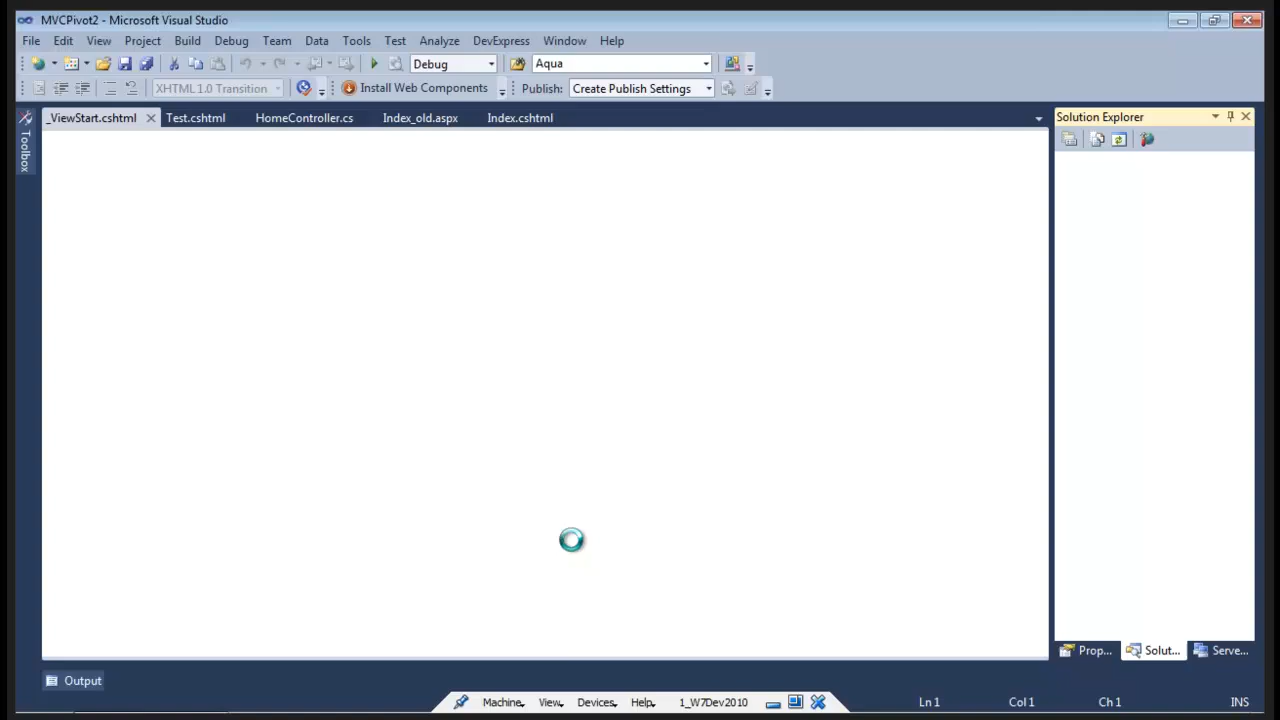 MVCPivot2 - Microsoft Visual Studio
File Edit View Project Build Debug Team Data Tools Test Analyze DevExpress Window Help
Debug Aqua
XHTML 1.0 Transition Install Web Components Publish: Create Publish Settings
_ViewStart.cshtml Test.cshtml HomeController.cs Index_old.aspx Index.cshtml Solution Explorer
Toolbox
Prop... Solut... Serve...
Output
Machine View Devices Help 1_W7Dev2010 Ln 1 Col 1 Ch 1 INS